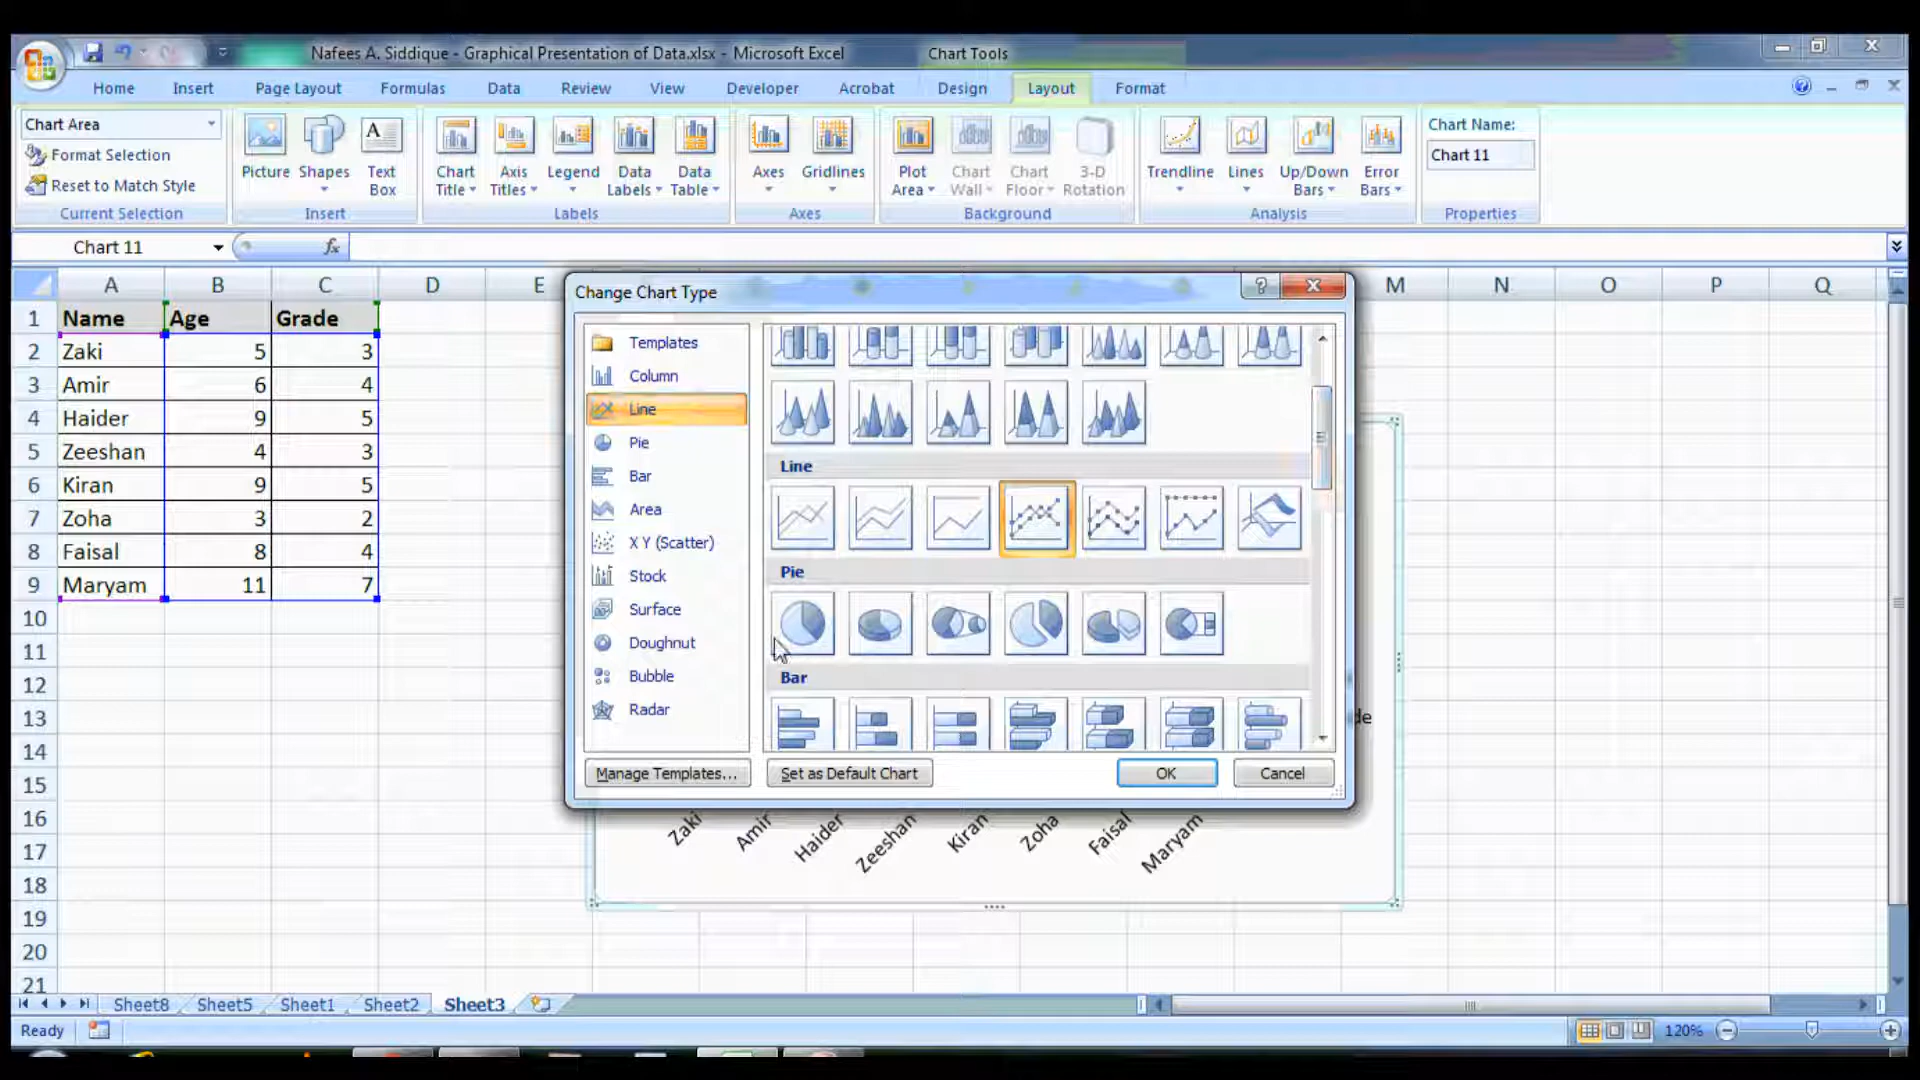 Nafees A. Siddique - Graphical Presentation of Data.xlsx - Microsoft Excel
Chart Tools
Home Insert Page Layout Formulas Data Review View Developer Acrobat Design Layout Format
Chart Area
Format Selection
Reset to Match Style
Current Selection
Picture
Shapes
Text Box
Insert
Chart Title
Axis Titles
Legend
Data Labels
Data Table
Labels
Axes
Gridlines
Axes
Plot Area
Chart Wall
Chart Floor
3-D Rotation
Background
Trendline
Lines
Up/Down Bars
Error Bars
Analysis
Chart Name:
Chart 11
Properties
Chart 11
fx
A B C D E M N O P Q
1 Name Age Grade
2 Zaki 5 3
3 Amir 6 4
4 Haider 9 5
5 Zeeshan 4 3
6 Kiran 9 5
7 Zoha 3 2
8 Faisal 8 4
9 Maryam 11 7
10
11
12
13
14
15
16
17
18
19
20
21
Change Chart Type
?
Templates
Column
Line
Pie
Bar
Area
X Y (Scatter)
Stock
Surface
Doughnut
Bubble
Radar
Line
Pie
Bar
Manage Templates...
Set as Default Chart
OK
Cancel
de
Zaki Amir Haider Zeeshan Kiran Zoha Faisal Maryam
Sheet8 Sheet5 Sheet1 Sheet2 Sheet3
Ready
120%